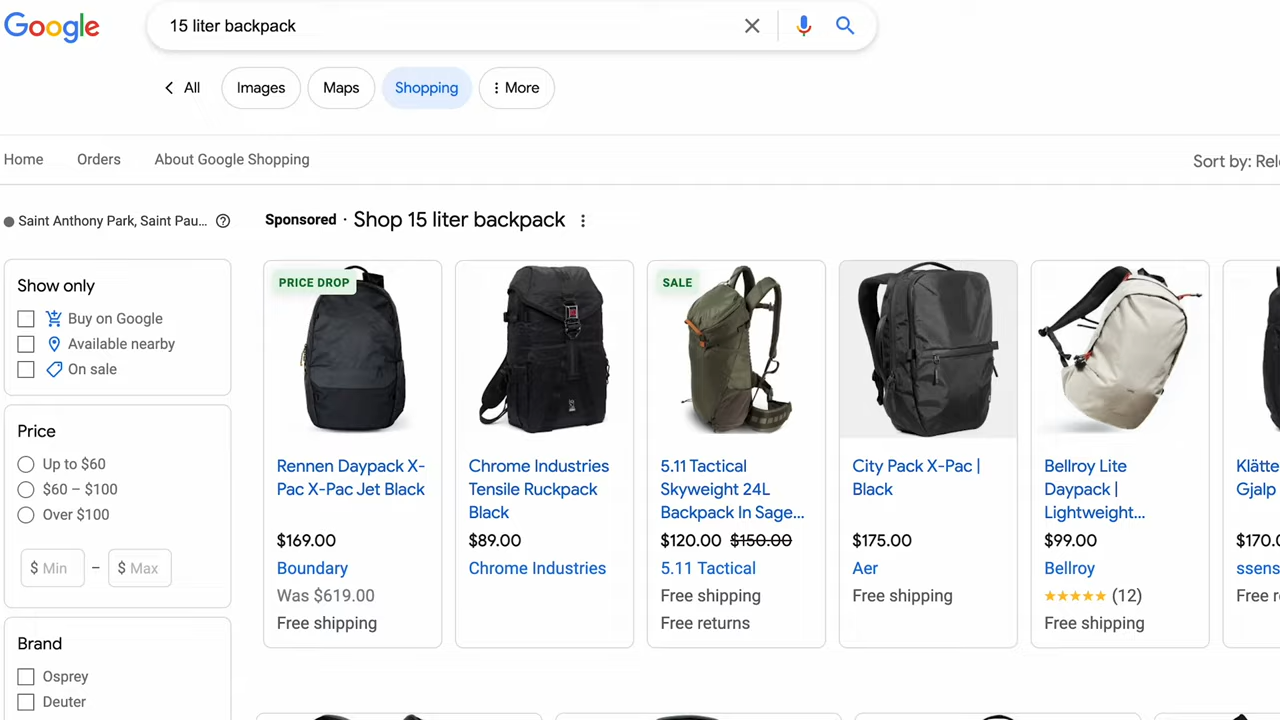 Google
15 liter backpack
All
Images
Maps
Shopping
More
Home
Orders
About Google Shopping
Sort by: Rel
Saint Anthony Park, Saint Pau...
Sponsored · Shop 15 liter backpack
Show only
Buy on Google
Available nearby
On sale
Price
Up to $60
$60 – $100
Over $100
$ Min – $ Max
Brand
Osprey
Deuter
PRICE DROP
Rennen Daypack X-
Pac X-Pac Jet Black
$169.00
Boundary
Was $619.00
Free shipping
Chrome Industries
Tensile Ruckpack
Black
$89.00
Chrome Industries
SALE
5.11 Tactical
Skyweight 24L
Backpack In Sage...
$120.00 $150.00
5.11 Tactical
Free shipping
Free returns
City Pack X-Pac |
Black
$175.00
Aer
Free shipping
Bellroy Lite
Daypack |
Lightweight...
$99.00
Bellroy
(12)
Free shipping
Klätte
Gjalp
$170.0
ssens
Free r